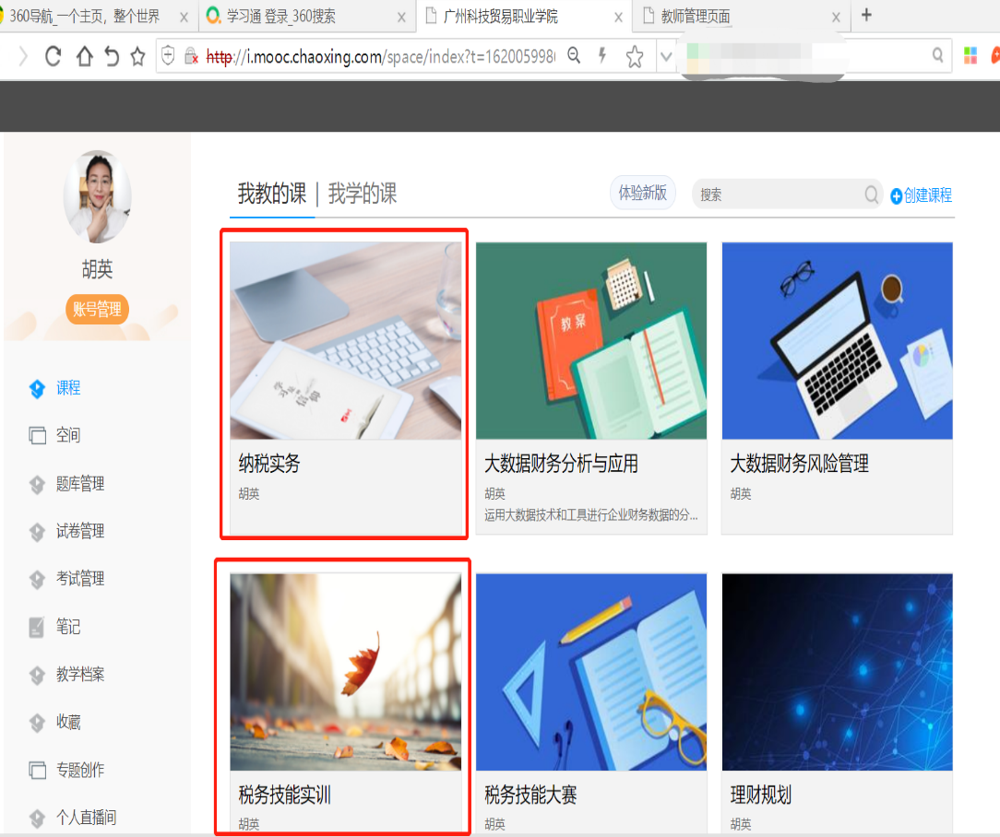 360导航_一个主页，整个世界
学习通 登录_360搜索
广州科技贸易职业学院
教师管理页面
http://i.mooc.chaoxing.com/space/index?t=1620059980
胡英
账号管理
课程
空间
题库管理
试卷管理
考试管理
笔记
教学档案
收藏
专题创作
个人直播间
我教的课
我学的课
体验新版
搜索
创建课程
纳税实务
胡英
教案
大数据财务分析与应用
胡英
运用大数据技术和工具进行企业财务数据的分...
大数据财务风险管理
胡英
税务技能实训
胡英
税务技能大赛
胡英
理财规划
胡英